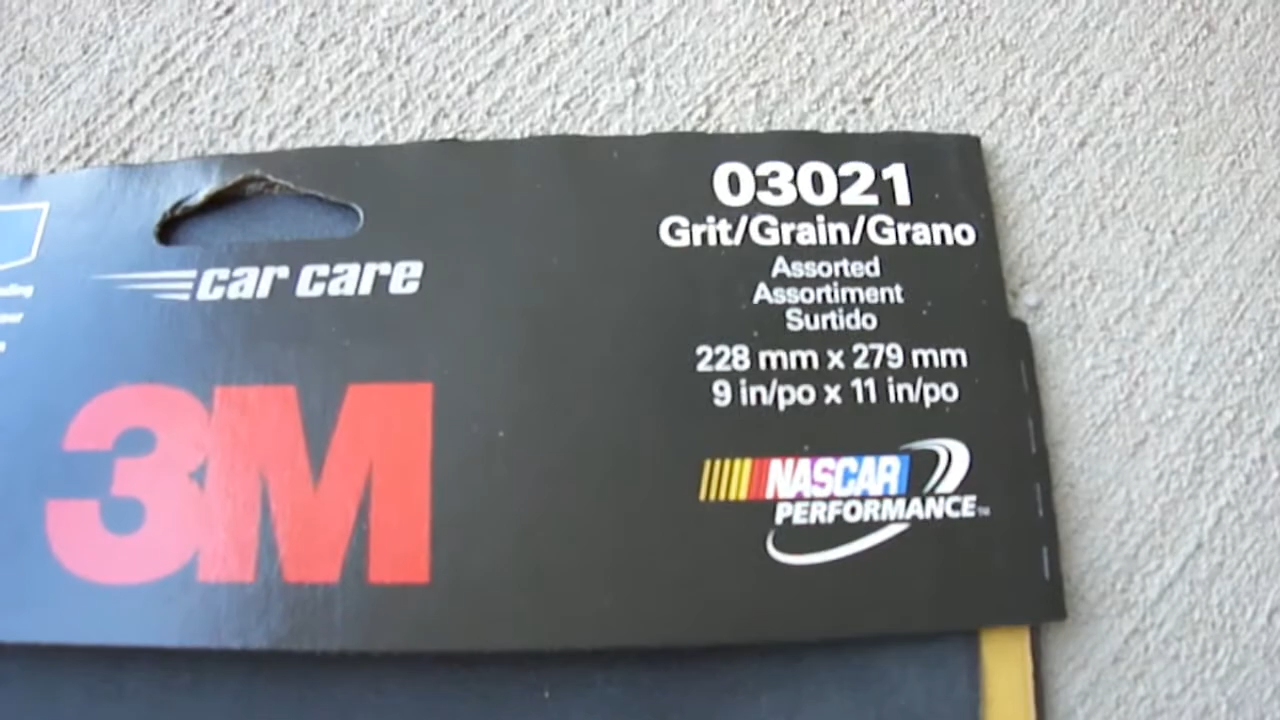 car care
3M
03021
Grit/Grain/Grano
Assorted
Assortiment
Surtido
228 mm x 279 mm
9 in/po x 11 in/po
NASCAR
PERFORMANCE™